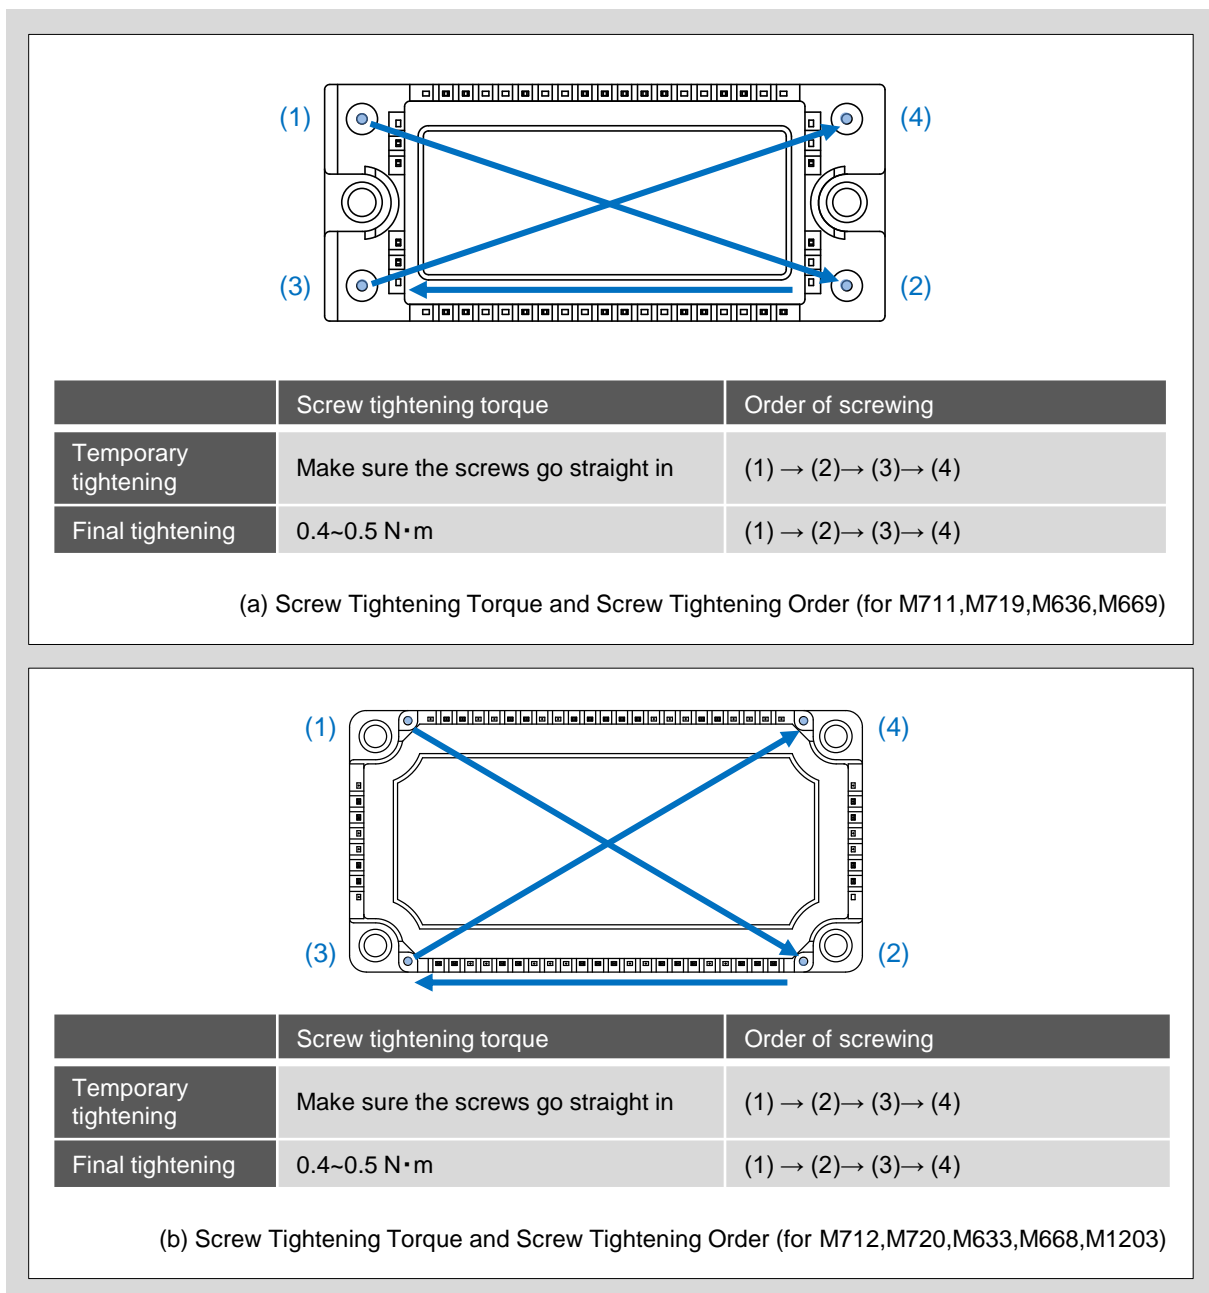 (1)
(4)
(3)
(2)
Screw tightening torque
Order of screwing
Temporary
tightening
Make sure the screws go straight in
(1) → (2)→ (3)→ (4)
Final tightening
0.4~0.5 N・m
(1) → (2)→ (3)→ (4)
(a) Screw Tightening Torque and Screw Tightening Order (for M711,M719,M636,M669)
(1)
(4)
(3)
(2)
Screw tightening torque
Order of screwing
Temporary
tightening
Make sure the screws go straight in
(1) → (2)→ (3)→ (4)
Final tightening
0.4~0.5 N・m
(1) → (2)→ (3)→ (4)
(b) Screw Tightening Torque and Screw Tightening Order (for M712,M720,M633,M668,M1203)